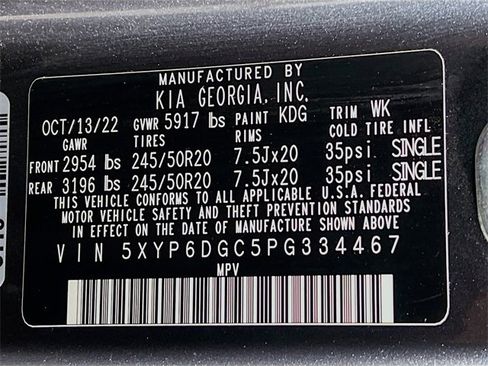 MANUFACTURED BY
KIA GEORGIA, INC.
OCT/13/22 GVWR 5917 lbs PAINT KDG TRIM WK
GAWR TIRES RIMS COLD TIRE INFL
FRONT 2954 lbs 245/50R20 7.5Jx20 35psi SINGLE
REAR 3196 lbs 245/50R20 7.5Jx20 35psi SINGLE
THIS VEHICLE CONFORMS TO ALL APPLICABLE U.S.A. FEDERAL
MOTOR VEHICLE SAFETY AND THEFT PREVENTION STANDARDS
IN EFFECT ON THE DATE OF MANUFACTURE SHOWN ABOVE.
VIN 5XYP6DGC5PG334467
MPV